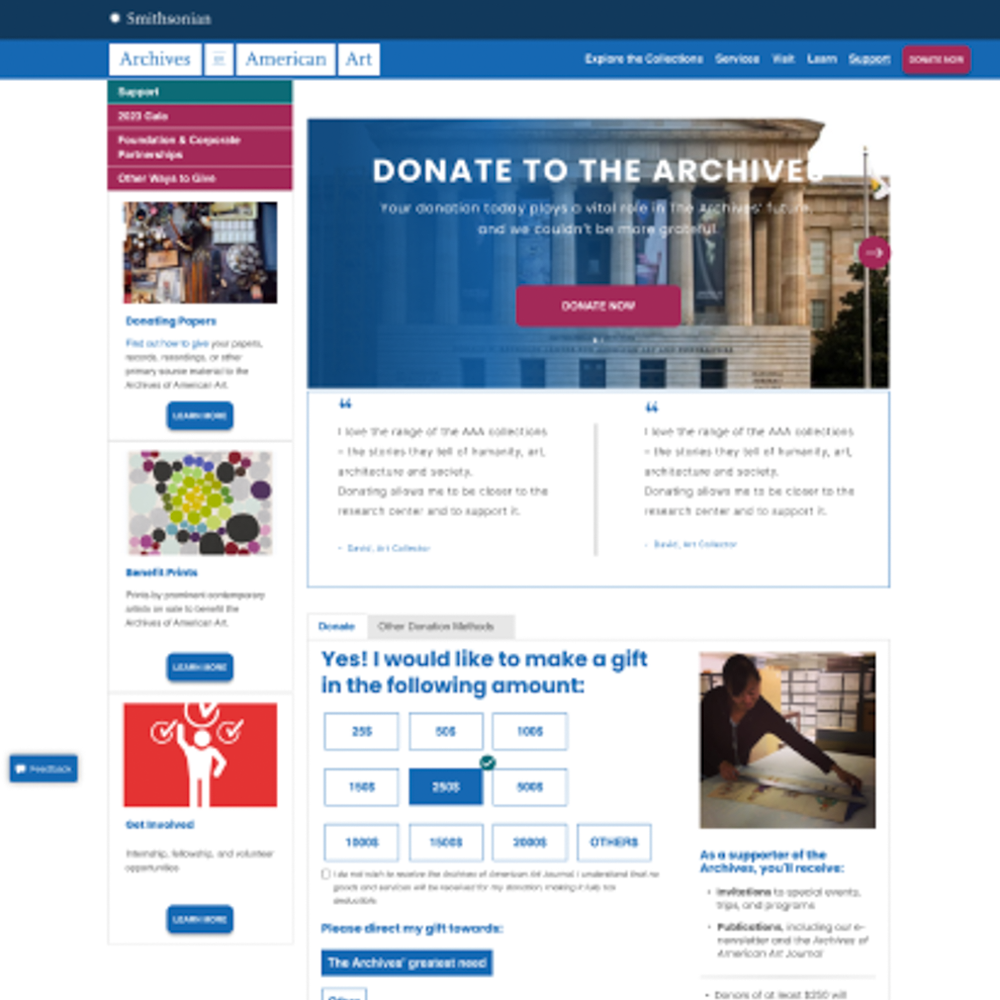 Smithsonian
Archives OF American Art
Explore the Collections Services Visit Learn Support DONATE NOW
Support
2023 Gala
Foundation & Corporate
Partnerships
Other Ways to Give
Donating Papers
Find out how to give your papers,
records, recordings, or other
primary source material to the
Archives of American Art.
LEARN MORE
Benefit Prints
Prints by prominent contemporary
artists on sale to benefit the
Archives of American Art.
LEARN MORE
Get Involved
Internship, fellowship, and volunteer
opportunities
LEARN MORE
Feedback
DONATE TO THE ARCHIVES
Your donation today plays a vital role in The Archives' future,
and we couldn't be more grateful.
DONATE NOW
“
I love the range of the AAA collections
– the stories they tell of humanity, art,
architecture and society.
Donating allows me to be closer to the
research center and to support it.
- David, Art Collector
“
I love the range of the AAA collections
– the stories they tell of humanity, art,
architecture and society.
Donating allows me to be closer to the
research center and to support it.
- David, Art Collector
Donate Other Donation Methods
Yes! I would like to make a gift
in the following amount:
25$ 50$ 100$
150$ 250$ 500$
1000$ 1500$ 2000$ OTHER$
I do not wish to receive the Archives of American Art Journal. I understand that no
goods and services will be received for my donation, making it fully tax
deductible.
Please direct my gift towards:
The Archives' greatest need
Other
As a supporter of the
Archives, you'll receive:
• Invitations to special events,
trips, and programs
• Publications, including our e-
newsletter and the Archives of
American Art Journal
• Donors of at least $250 will